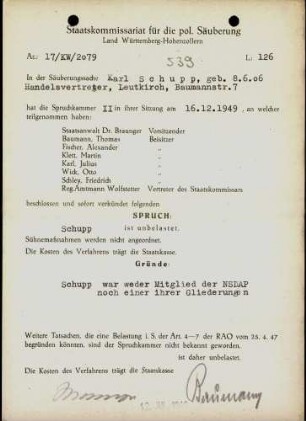 Staatskommissariat für die pol. Säuberung
Land Württemberg-Hohenzollern
Az.: 17/KW/2079
539
L: 126
In der Säuberungssache Karl Schupp, geb. 8.6.06
Handelsvertreter, Leutkirch, Baumannstr.7
hat die Spruchkammer II in ihrer Sitzung am 16.12.1949, an welcher
teilgenommen haben:
Staatsanwalt Dr. Vorsitzender
Baumann, Thomas Beisitzer
Fischer, Alexander "
Klett, Martin "
Karl, Julius "
Wick, Otto "
Schley, Friedrich "
Reg.Amtmann Wolfstetter Vertreter des Staatskommissars
beschlossen und sofort verkündet folgenden
SPRUCH:
Schupp ist unbelastet.
Sühnemaßnahmen werden nicht angeordnet.
Die Kosten des Verfahrens trägt die Staatskasse.
Gründe:
Schupp war weder Mitglied der NSDAP
noch einer ihrer Gliederungen
Weitere Tatsachen, die eine Belastung i. S. der Art. 4-7 der RAO vom 25. 4. 47
begründen könnten, sind der Spruchkammer nicht bekannt geworden.
ist daher unbelastet.
Die Kosten des Verfahrens trägt die Staatskasse
Baumann